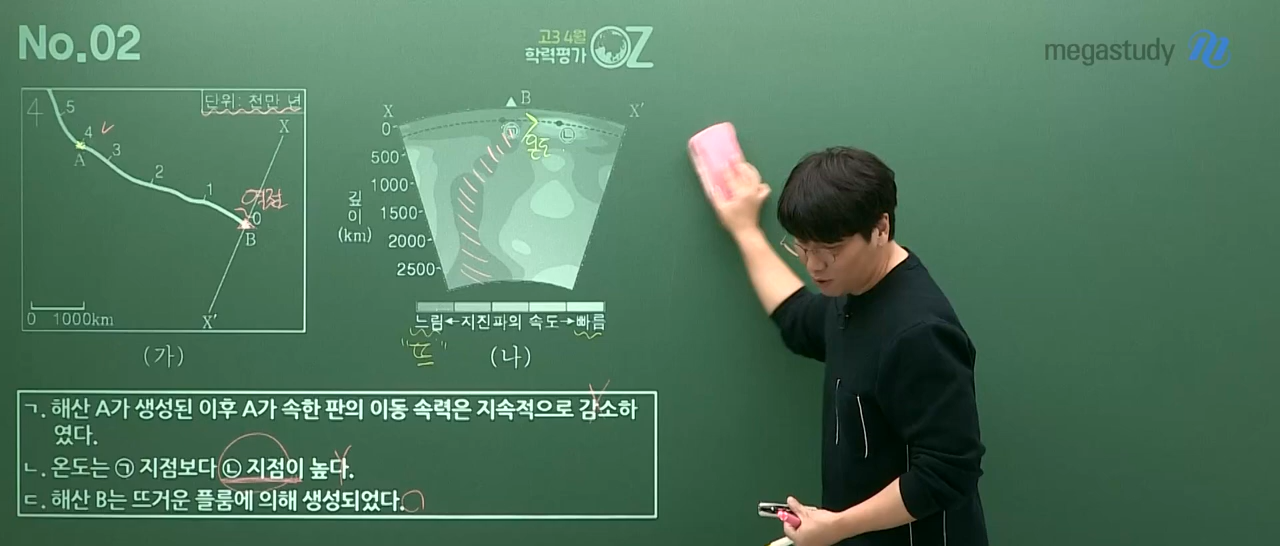 No.02
고3 4월
학력평가 OZ
megastudy
단위: 전만 년
5
4
A
3
2
1
0
B
X
X′
열점
0 1000km
(가)
X
B
X′
0
500
1000
1500
2000
2500
깊이
(km)
㉠
㉡
온도
느림←지진파의 속도→빠름
"뜨"
(나)
ㄱ. 해산 A가 생성된 이후 A가 속한 판의 이동 속력은 지속적으로 감소하
였다.
ㄴ. 온도는 ㉠ 지점보다 ㉡ 지점이 높다.
ㄷ. 해산 B는 뜨거운 플룸에 의해 생성되었다.